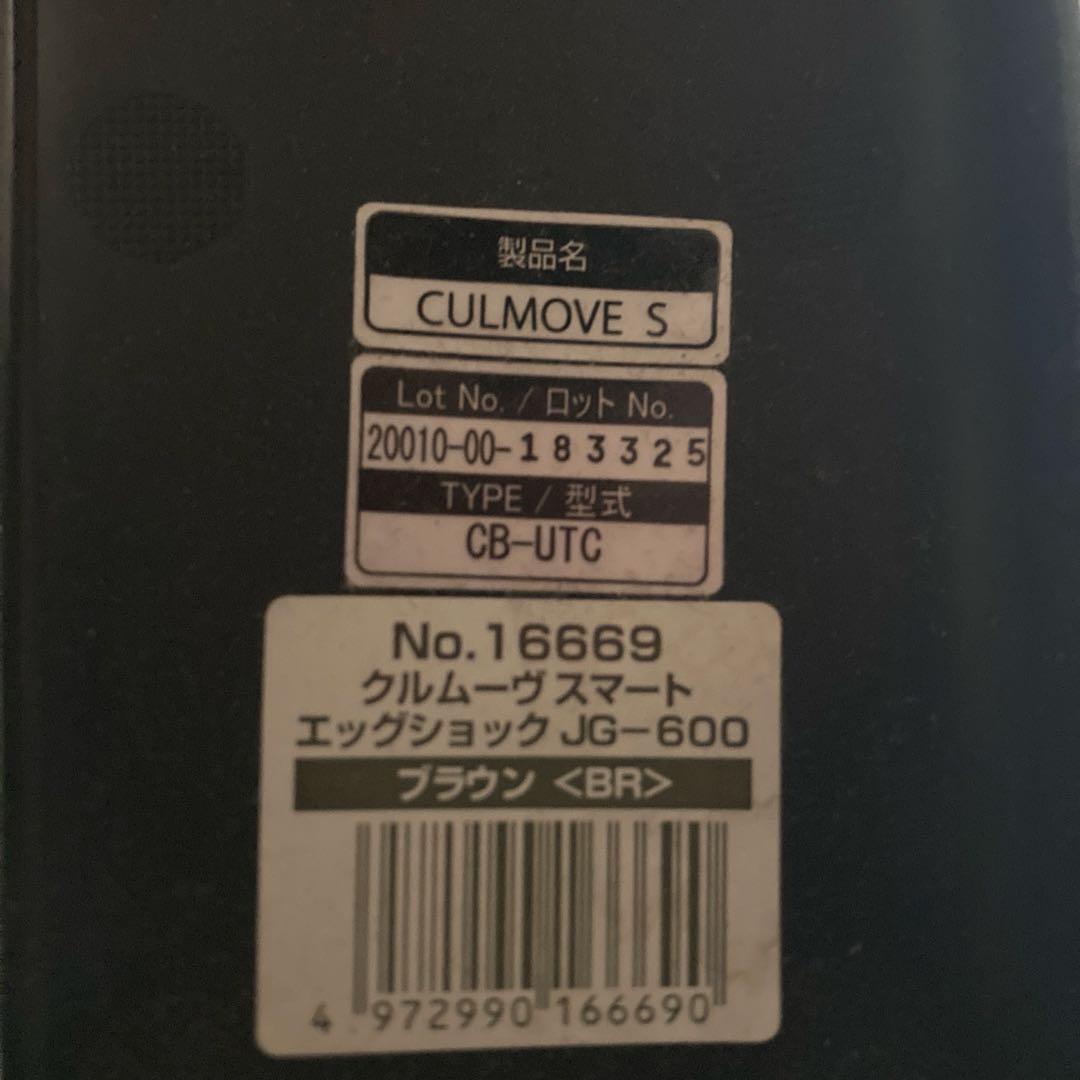 製品名
CULMOVE S
Lot No. / ロット No.
20010-00-183325
TYPE / 型式
CB-UTC
No.16669
クルムーヴ スマート
エッグショック JG-600
ブラウン <BR>
4 972990 166690